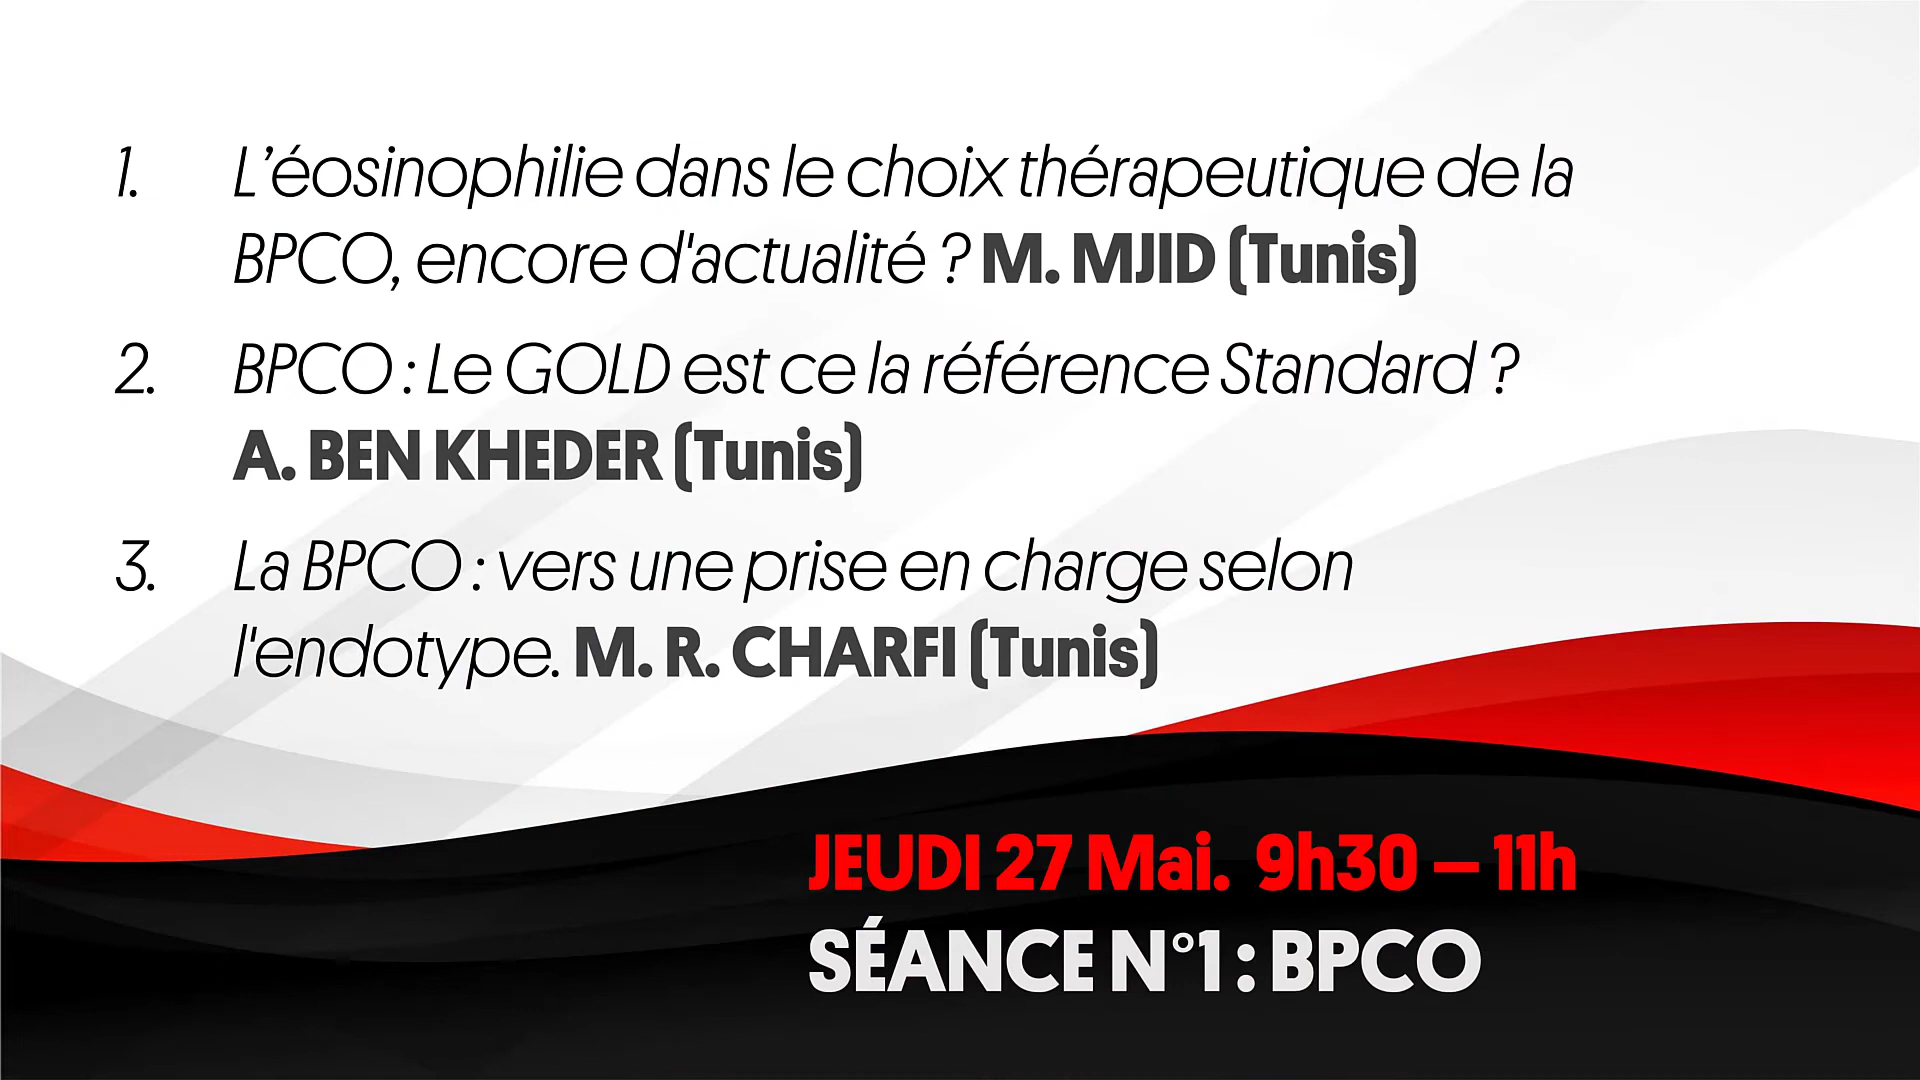 1. L’éosinophilie dans le choix thérapeutique de la
BPCO, encore d'actualité ? M. MJID (Tunis)
2. BPCO : Le GOLD est ce la référence Standard ?
A. BEN KHEDER (Tunis)
3. La BPCO : vers une prise en charge selon
l'endotype. M. R. CHARFI (Tunis)
JEUDI 27 Mai. 9h30 – 11h
SÉANCE N°1 : BPCO